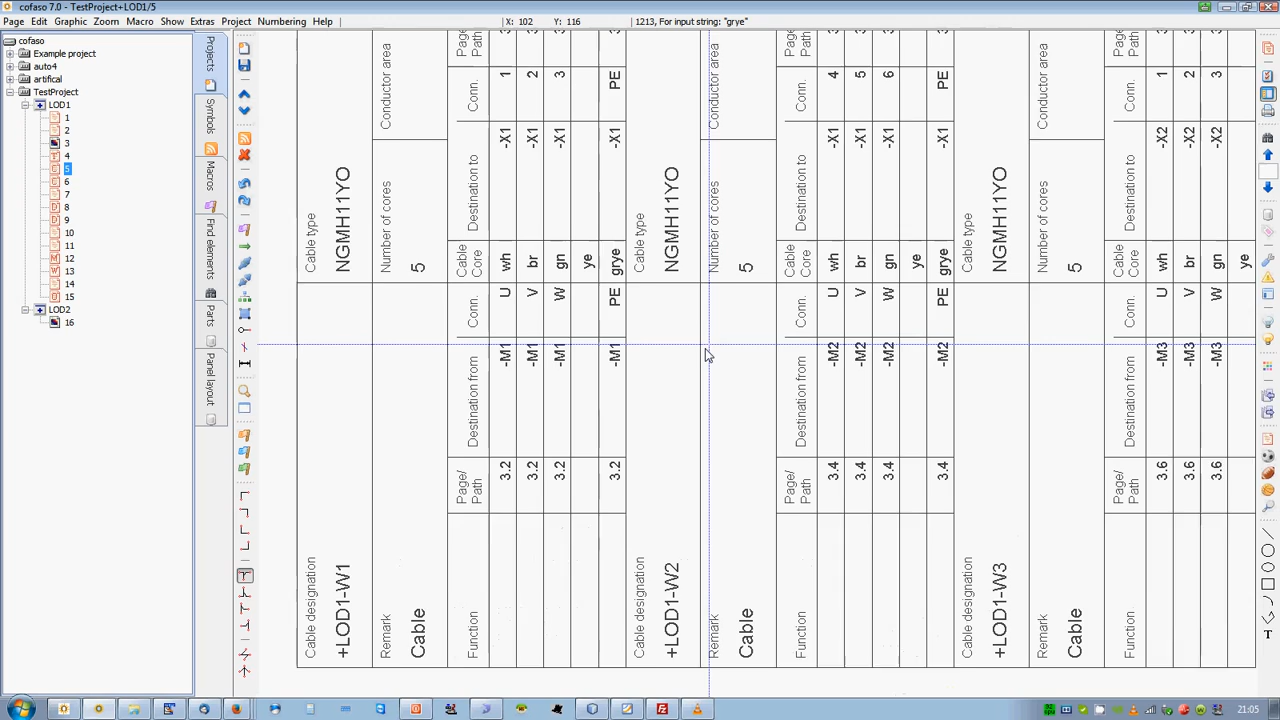 cofaso 7.0 - TestProject+LOD1/5
Page Edit Graphic Zoom Macro Show Extras Project Numbering Help X: 102 Y: 116 1213, For input string: "grye"
cofaso
Example project
auto4
artifical
TestProject
LOD1
1
2
3
4
5
6
7
8
9
10
11
12
13
14
15
LOD2
16
Projects
Symbols
Macros
Find elements
Parts
Panel layout
Cable designation Cable type
+LOD1-W1 NGMH11YO
Remark Number of cores Conductor area
Cable 5
Function Page/ Path Destination from Conn. Cable Core Destination to Conn. Page/ Path
3.2 -M1 U wh -X1 1
3.2 -M1 V br -X1 2
3.2 -M1 W gn -X1 3
ye
3.2 -M1 PE grye -X1 PE
Cable designation Cable type
+LOD1-W2 NGMH11YO
Remark Number of cores Conductor area
Cable 5
Function Page/ Path Destination from Conn. Cable Core Destination to Conn. Page/ Path
3.4 -M2 U wh -X1 4
3.4 -M2 V br -X1 5
3.4 -M2 W gn -X1 6
ye
3.4 -M2 PE grye -X1 PE
Cable designation Cable type
+LOD1-W3 NGMH11YO
Remark Number of cores Conductor area
Cable 5
Function Page/ Path Destination from Conn. Cable Core Destination to Conn. Page/ Path
3.6 -M3 U wh -X2 1
3.6 -M3 V br -X2 2
3.6 -M3 W gn -X2 3
ye
21:05